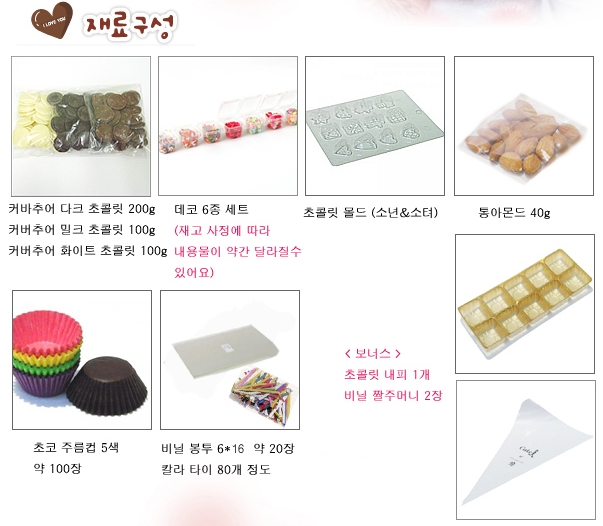 I LOVE YOU
재료구성
커바추어 다크 초콜릿 200g
커버추어 밀크 초콜릿 100g
커버추어 화이트 초콜릿 100g
데코 6종 세트
(재고 사정에 따라
내용물이 약간 달라질수
있어요)
초콜릿 몰드 (소년&소녀)
통아몬드 40g
초코 주름컵 5색
약 100장
비닐 봉투 6*16 약 20장
칼라 타이 80개 정도
< 보너스 >
초콜릿 내피 1개
비닐 짤주머니 2장